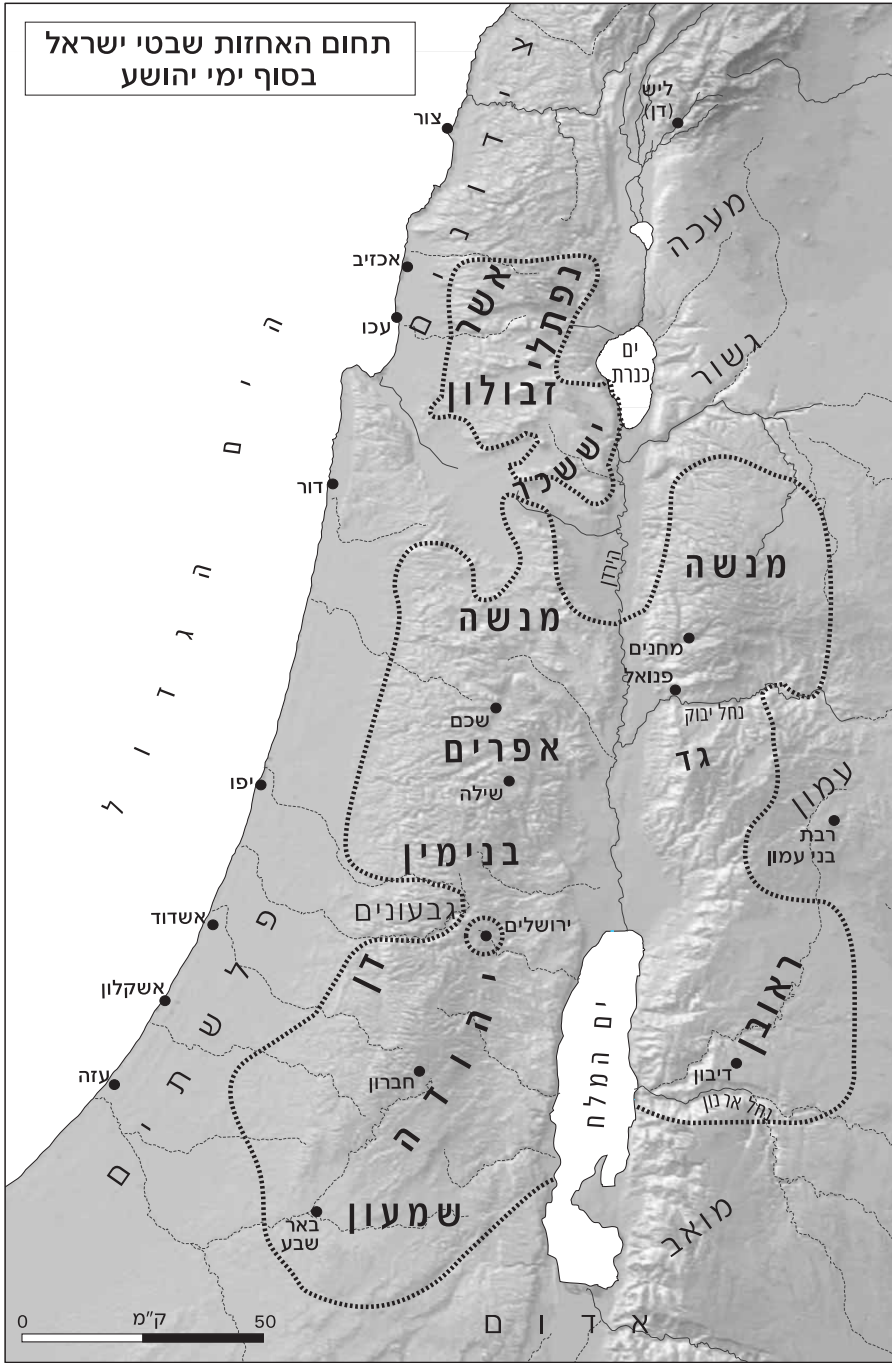 תחום האחזות שבטי ישראל
בסוף ימי יהושע
צידונים
ליש
(דן)
צור
מעכה
אכזיב
אשר
נפתלי
עכו
הים הגדול
ים
כנרת
גשור
זבולון
יששכר
דור
הירדן
מנשה
מנשה
מחנים
פנואל
נחל יבוק
שכם
אפרים
גד
שילה
יפו
עמון
רבת
בני עמון
בנימין
גבעונים
ירושלים
אשדוד
פלשתים
דן
יהודה
ראובן
אשקלון
ים המלח
דיבון
עזה
חברון
נחל ארנון
שמעון
באר
שבע
מואב
אדום
0 ק"מ 50